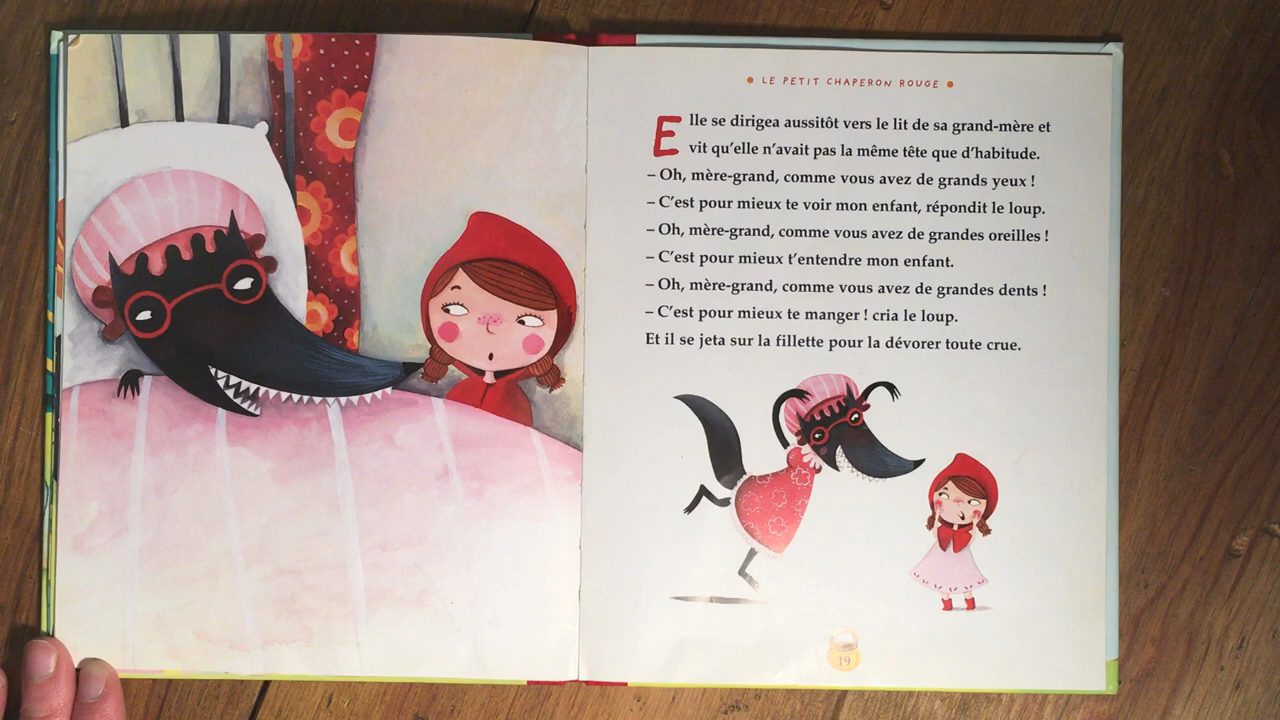 • LE PETIT CHAPERON ROUGE •
Elle se dirigea aussitôt vers le lit de sa grand-mère et
vit qu'elle n'avait pas la même tête que d'habitude.
– Oh, mère-grand, comme vous avez de grands yeux !
– C'est pour mieux te voir mon enfant, répondit le loup.
– Oh, mère-grand, comme vous avez de grandes oreilles !
– C'est pour mieux t'entendre mon enfant.
– Oh, mère-grand, comme vous avez de grandes dents !
– C'est pour mieux te manger ! cria le loup.
Et il se jeta sur la fillette pour la dévorer toute crue.
19